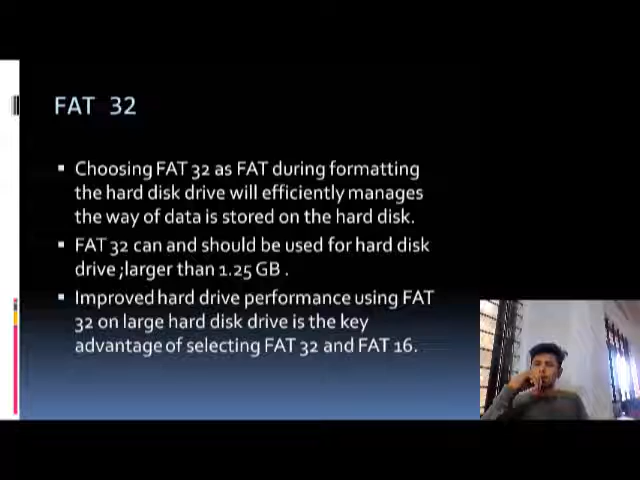 FAT 32
Choosing FAT 32 as FAT during formatting
the hard disk drive will efficiently manages
the way of data is stored on the hard disk.
FAT 32 can and should be used for hard disk
drive ;larger than 1.25 GB .
Improved hard drive performance using FAT
32 on large hard disk drive is the key
advantage of selecting FAT 32 and FAT 16.